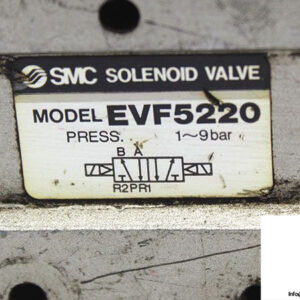 SMC SOLENOID VALVE
MODEL EVF5220
PRESS. 1~9bar
B A
R2PR1